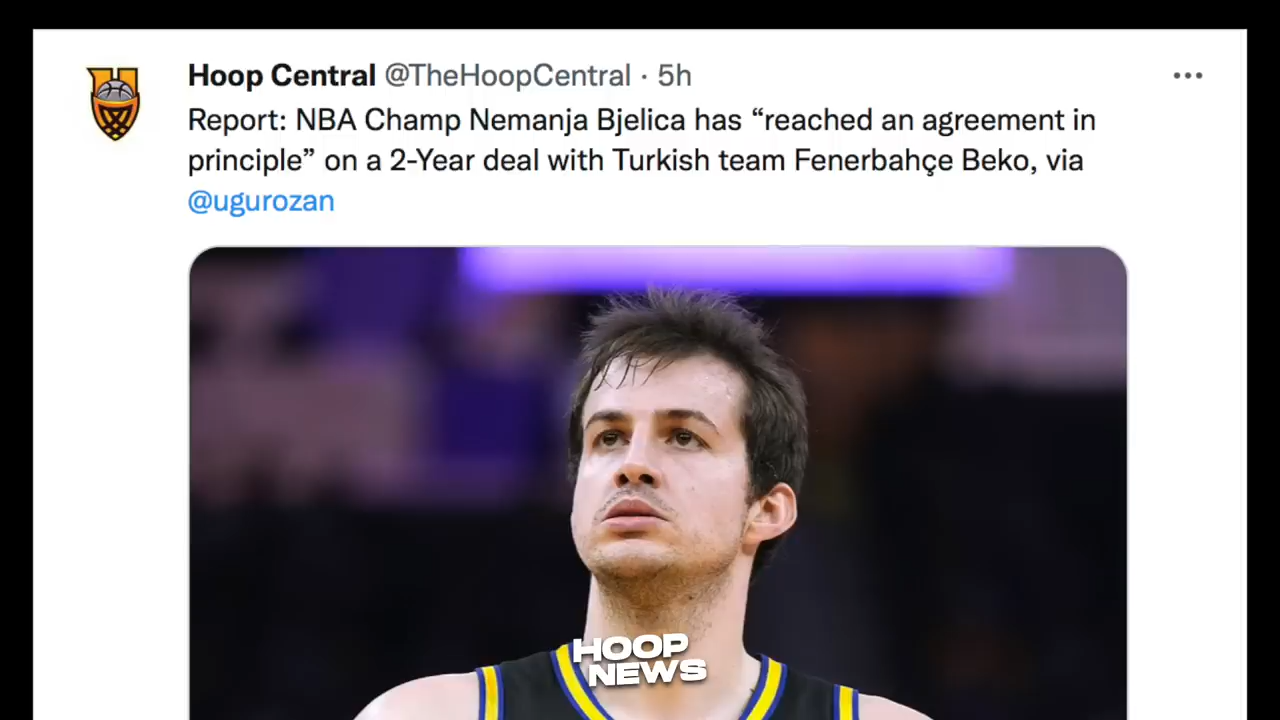 Hoop Central @TheHoopCentral · 5h
Report: NBA Champ Nemanja Bjelica has “reached an agreement in
principle” on a 2-Year deal with Turkish team Fenerbahçe Beko, via
@ugurozan
HOOP
NEWS